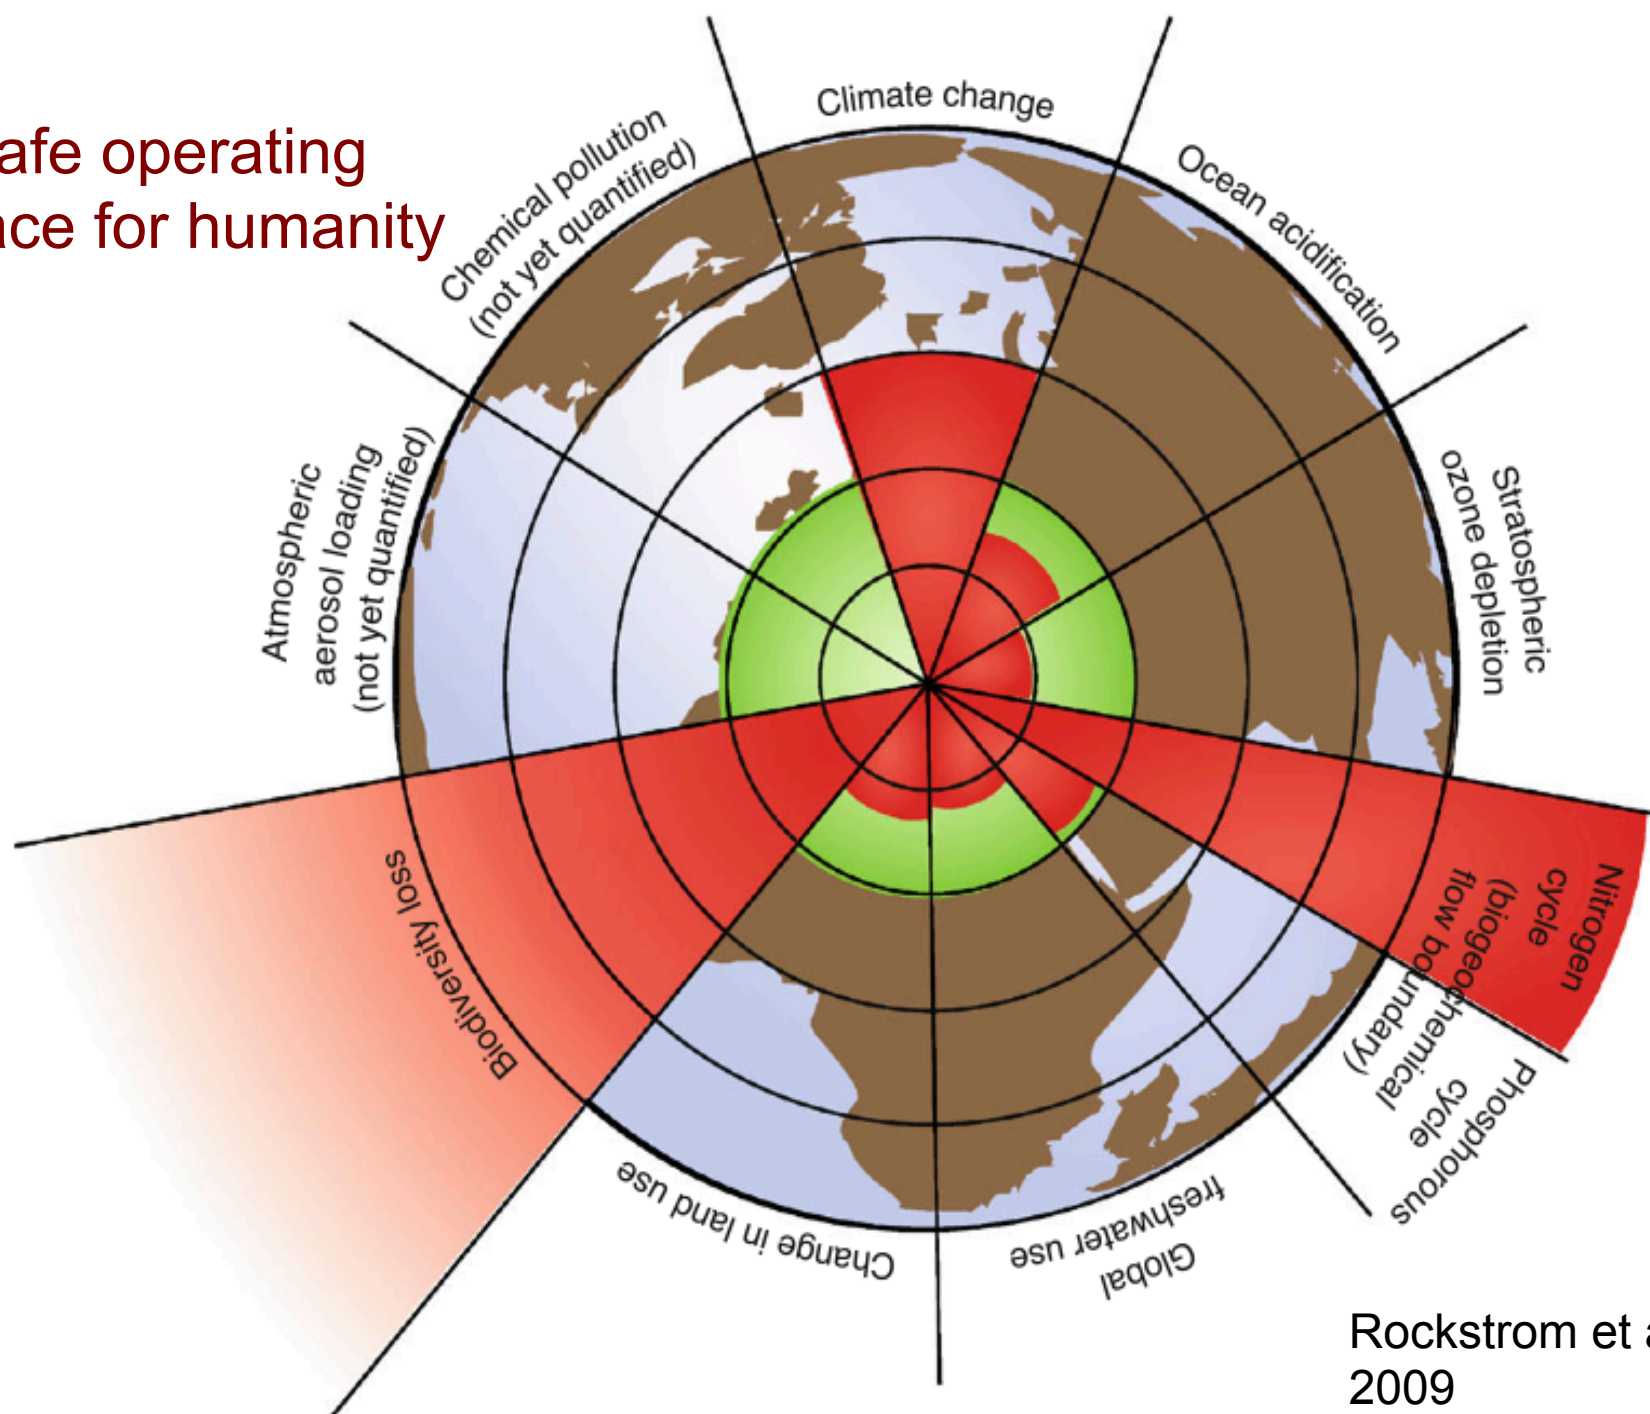 afe operating
ace for humanity
Climate change
Ocean acidification
Stratospheric
ozone depletion
Nitrogen
cycle
(biogeochemical
flow boundary)
Phosphorous
cycle
Global
freshwater use
Change in land use
Biodiversity loss
Atmospheric
aerosol loading
(not yet quantified)
Chemical pollution
(not yet quantified)
Rockstrom et a
2009